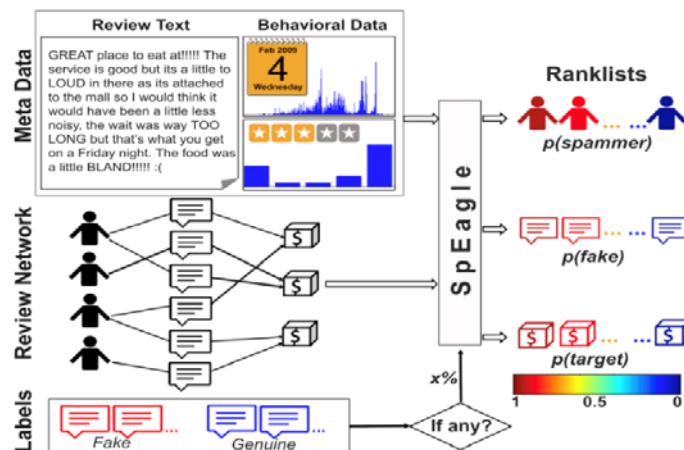 Meta Data
Review Text
GREAT place to eat at!!!!! The
service is good but its a little to
LOUD in there as its attached
to the mall so I would think it
would have been a little less
noisy, the wait was way TOO
LONG but that's what you get
on a Friday night. The food was
a little BLAND!!!!! :(
Behavioral Data
Feb 2009
4
Wednesday
Review Network
$
$
$
Labels
Fake
...
Genuine
...
If any?
x%
SpEagle
Ranklists
... ...
p(spammer)
... ...
p(fake)
$ $ ... ... $
p(target)
1 0.5 0